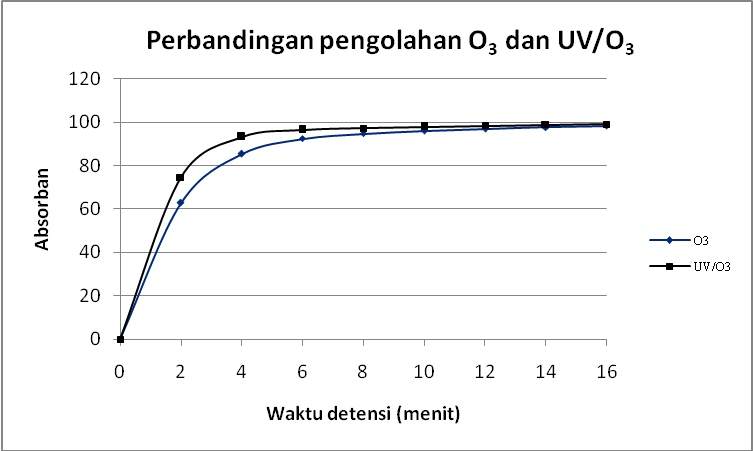 Perbandingan pengolahan O₃ dan UV/O₃
120
100
80
60
40
20
0
Absorban
0 2 4 6 8 10 12 14 16
Waktu detensi (menit)
O3
UV/O3